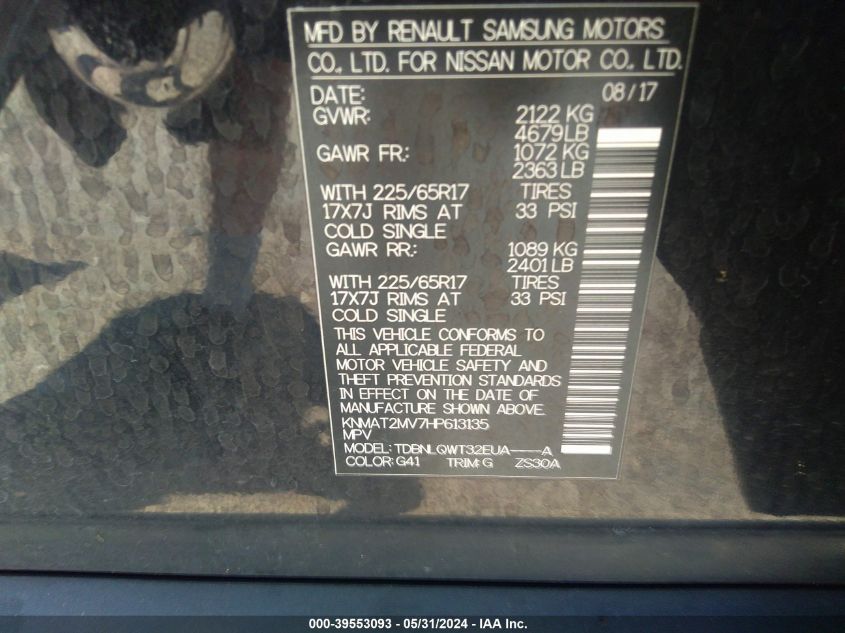 MFD BY RENAULT SAMSUNG MOTORS
CO., LTD. FOR NISSAN MOTOR CO., LTD.
DATE: 08/17
GVWR: 2122 KG
4679 LB
GAWR FR.: 1072 KG
2363 LB
WITH 225/65R17 TIRES
17X7J RIMS AT 33 PSI
COLD SINGLE
GAWR RR.: 1089 KG
2401 LB
WITH 225/65R17 TIRES
17X7J RIMS AT 33 PSI
COLD SINGLE
THIS VEHICLE CONFORMS TO
ALL APPLICABLE FEDERAL
MOTOR VEHICLE SAFETY AND
THEFT PREVENTION STANDARDS
IN EFFECT ON THE DATE OF
MANUFACTURE SHOWN ABOVE.
KNMAT2MV7HP613135
MPV
MODEL: TDBNLQWT32EUA----A
COLOR: G41 TRIM: G ZS30A
000-39553093 - 05/31/2024 - IAA Inc.